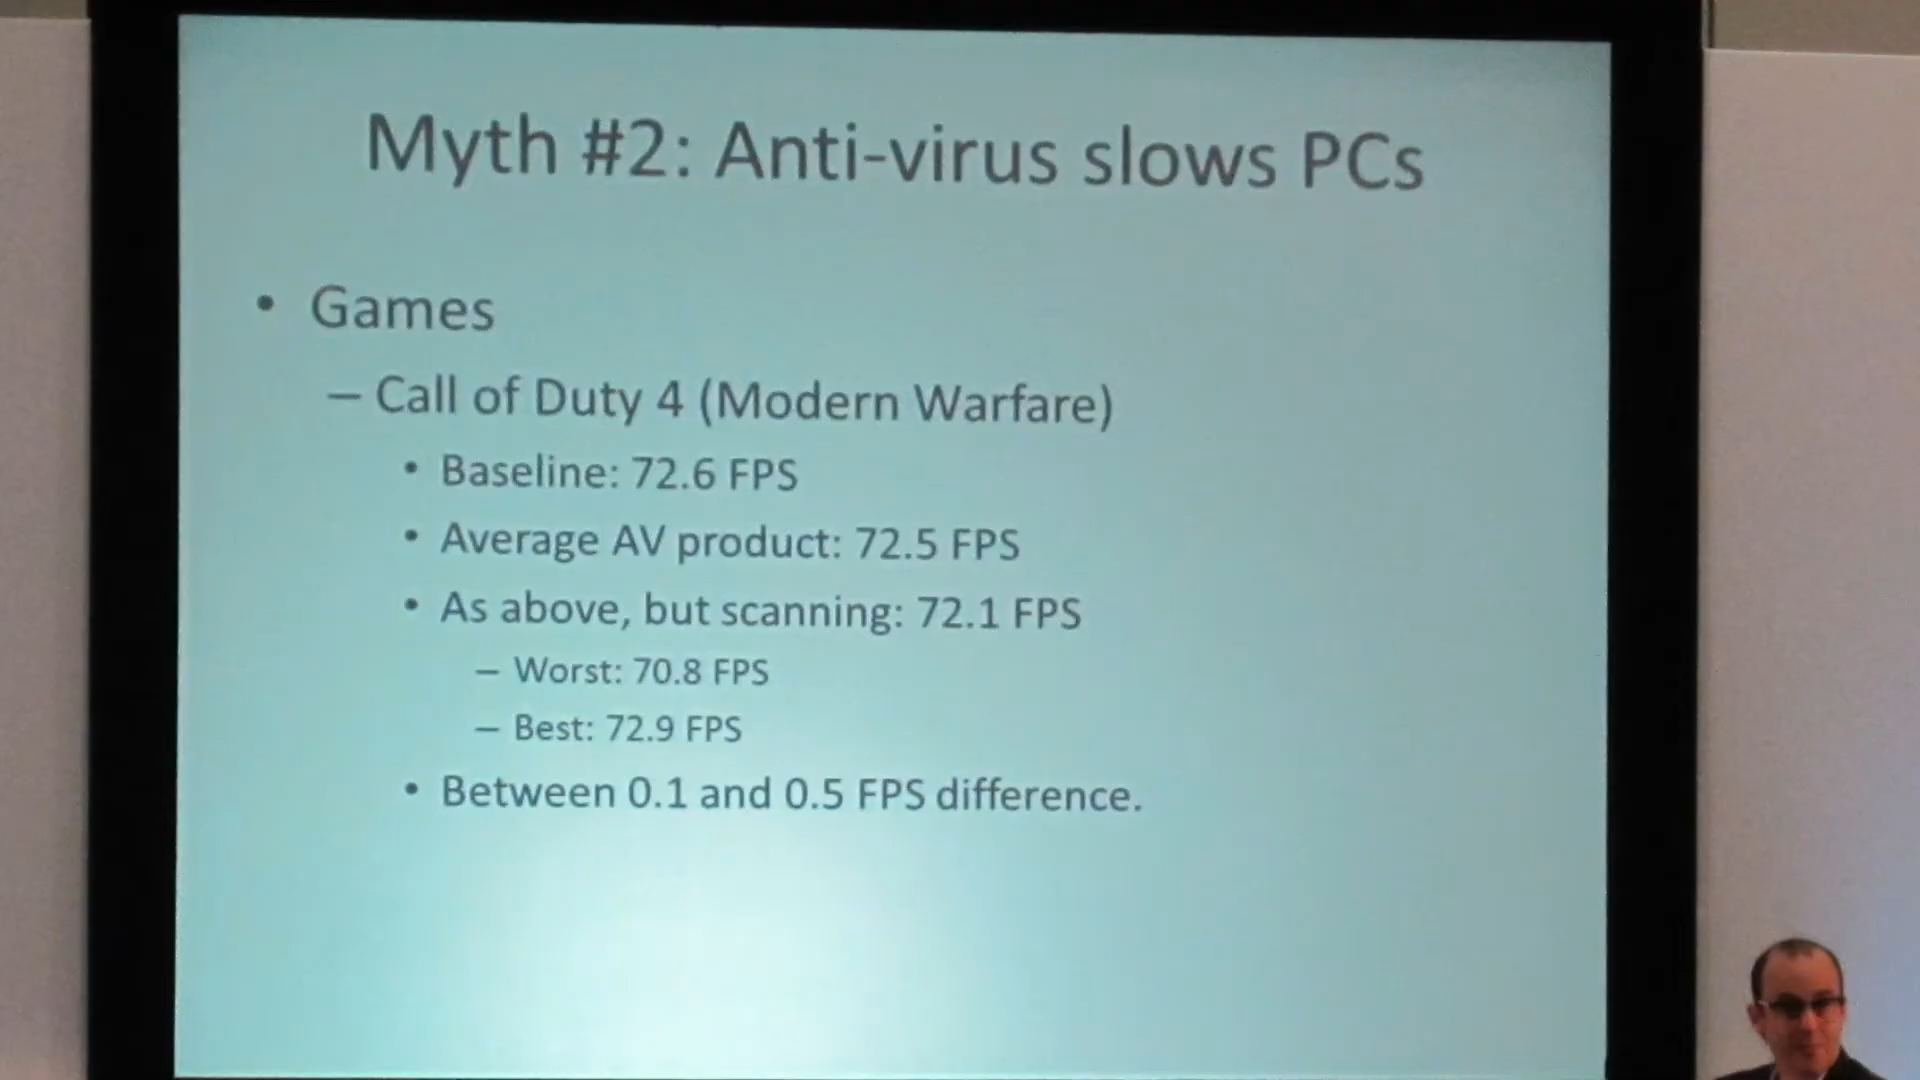 Myth #2: Anti-virus slows PCs
• Games
– Call of Duty 4 (Modern Warfare)
• Baseline: 72.6 FPS
• Average AV product: 72.5 FPS
• As above, but scanning: 72.1 FPS
– Worst: 70.8 FPS
– Best: 72.9 FPS
• Between 0.1 and 0.5 FPS difference.